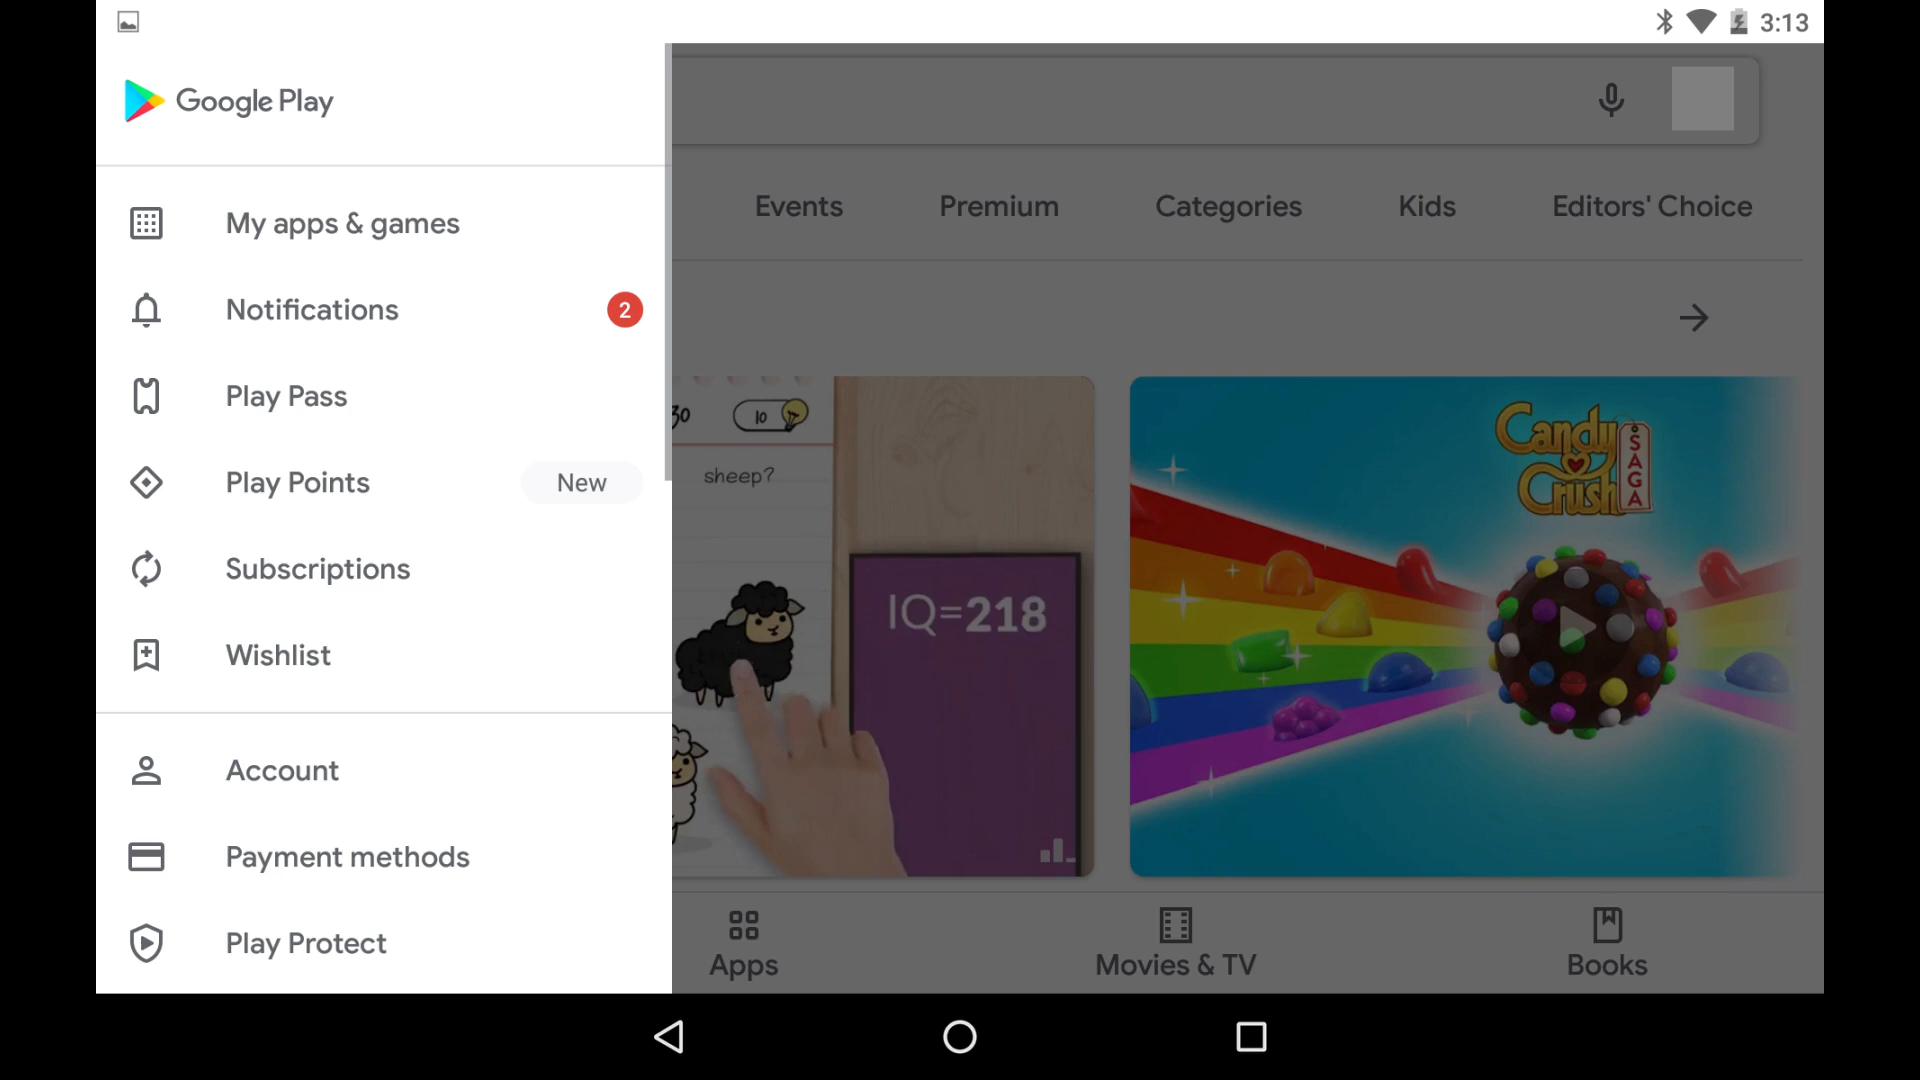 3:13
Google Play
My apps & games
Notifications
2
Play Pass
Play Points
New
Subscriptions
Wishlist
Account
Payment methods
Play Protect
Events
Premium
Categories
Kids
Editors' Choice
10
sheep?
IQ=218
Candy
Crush
SAGA
Apps
Movies & TV
Books